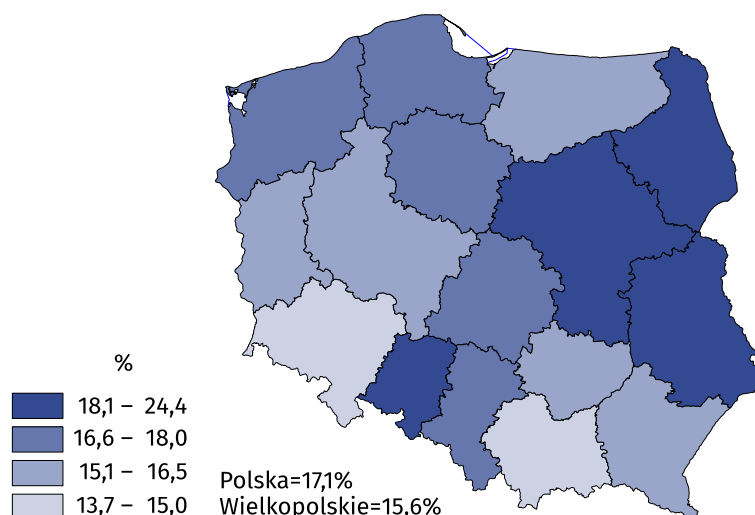 %
18,1 – 24,4
16,6 – 18,0
15,1 – 16,5
13,7 – 15,0
Polska=17,1%
Wielkopolskie=15,6%